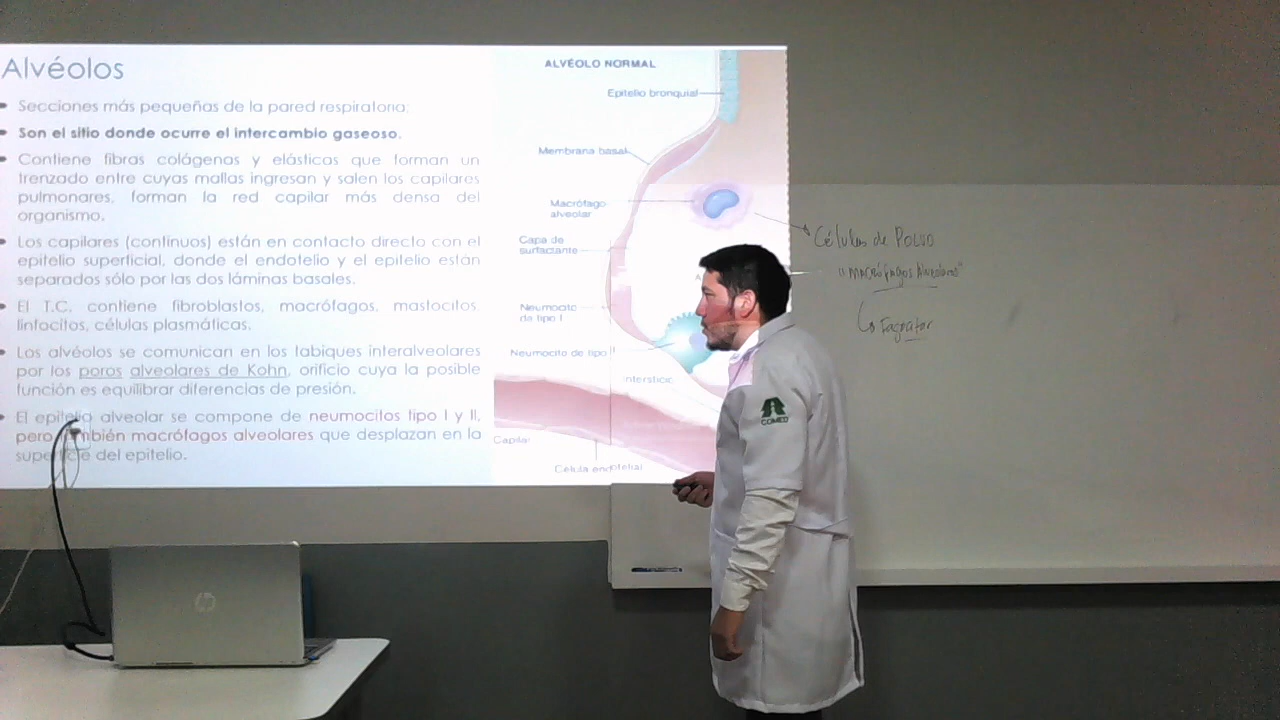 Alvéolos
Secciones más pequeñas de la pared respiratoria;
Son el sitio donde ocurre el intercambio gaseoso.
Contiene fibras colágenas y elásticas que forman un
trenzado entre cuyas mallas ingresan y salen los capilares
pulmonares, forman la red capilar más densa del
organismo.
Los capilares (continuos) están en contacto directo con el
epitelio superficial, donde el endotelio y el epitelio están
separados sólo por las dos láminas basales.
El T.C. contiene fibroblastos, macrófagos, mastocitos,
linfocitos, células plasmáticas.
Los alvéolos se comunican en los tabiques interalveolares
por los poros alveolares de Kohn, orificio cuya la posible
función es equilibrar diferencias de presión.
El epitelio alveolar se compone de neumocitos tipo I y II,
pero también macrófagos alveolares que desplazan en la
superficie del epitelio.
ALVÉOLO NORMAL
Epitelio bronquial
Membrana basal
Macrófago
alveolar
Capa de
surfactante
Neumocito
de tipo I
Neumocito de tipo II
Intersticio
Capilar
Célula endotelial
Células de Polvo
"Macrófagos Alveolares"
Fagocitar
COMED
hp